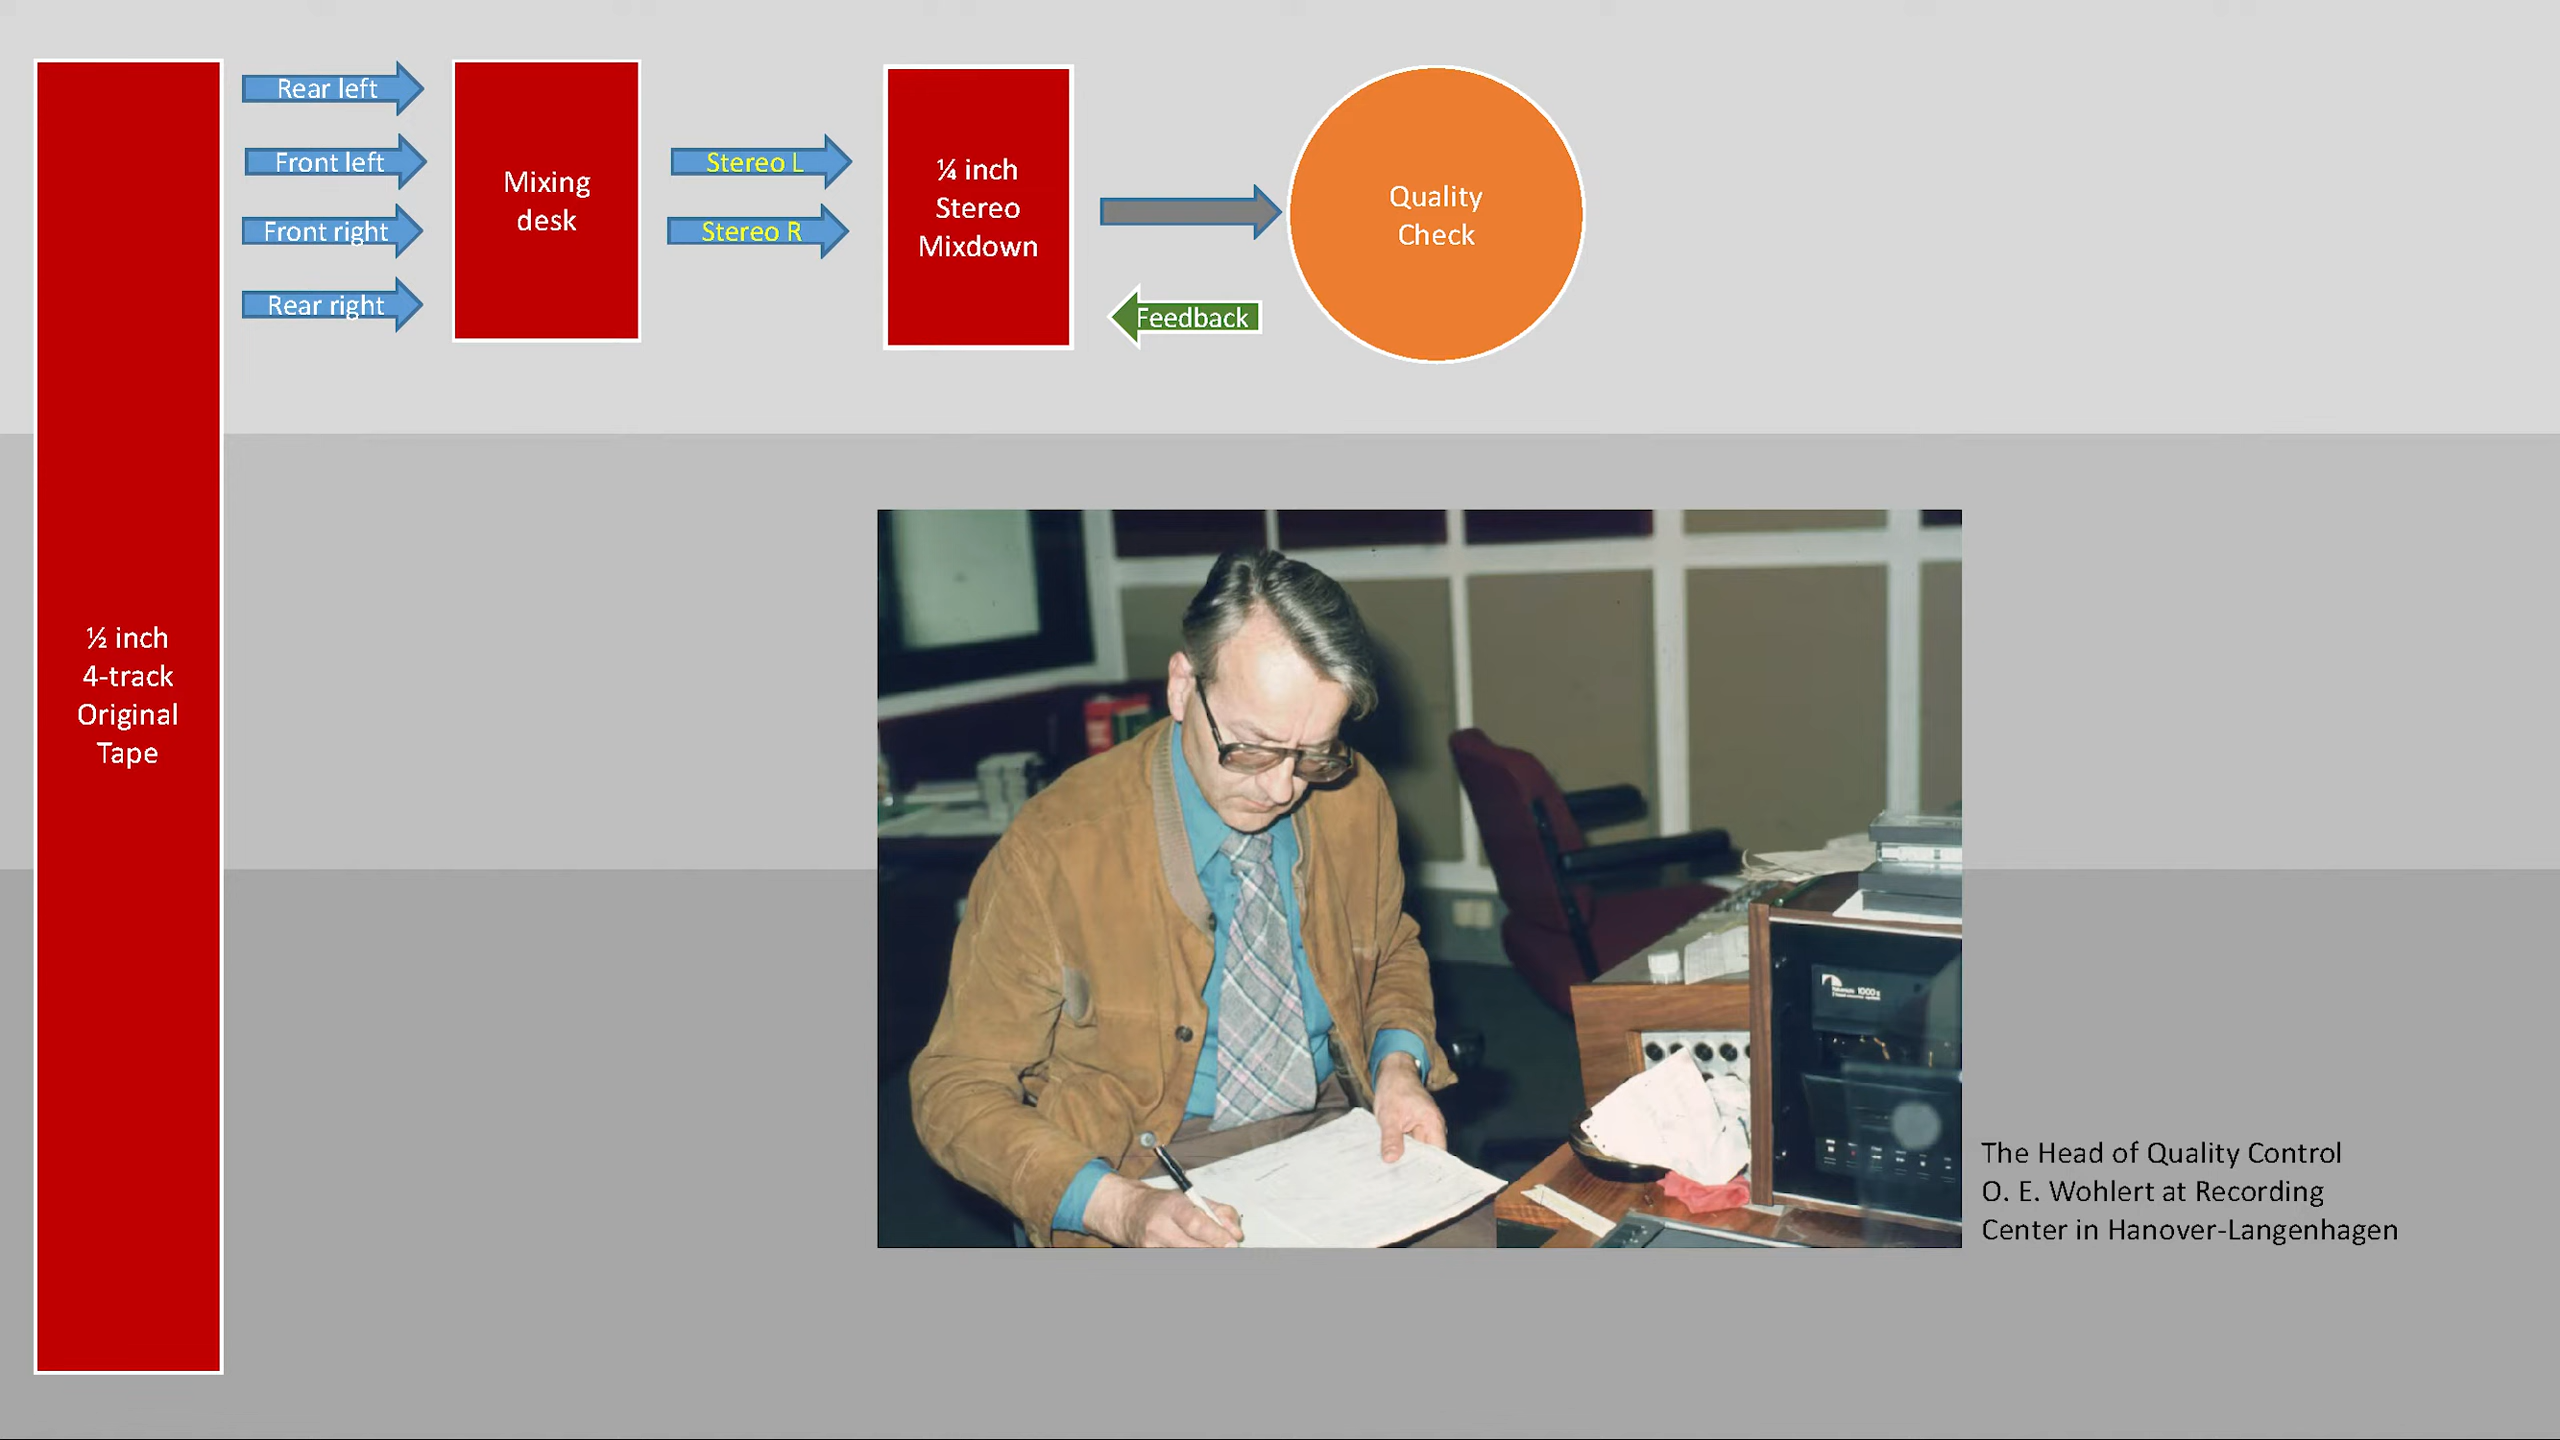 Rear left
Front left
Front right
Rear right
Mixing
desk
Stereo L
Stereo R
¼ inch
Stereo
Mixdown
Quality
Check
Feedback
½ inch
4-track
Original
Tape
1000
The Head of Quality Control
O. E. Wohlert at Recording
Center in Hanover-Langenhagen